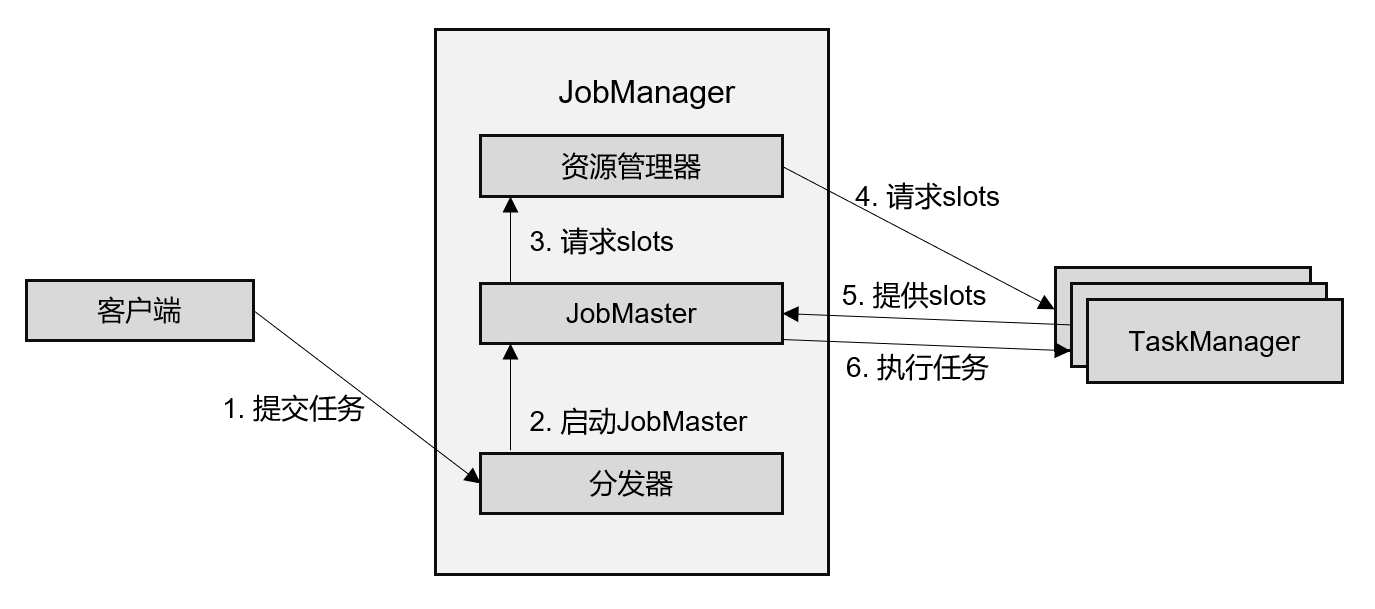 JobManager
资源管理器
4. 请求slots
3. 请求slots
客户端
JobMaster
5. 提供slots
TaskManager
6. 执行任务
1. 提交任务
2. 启动JobMaster
分发器